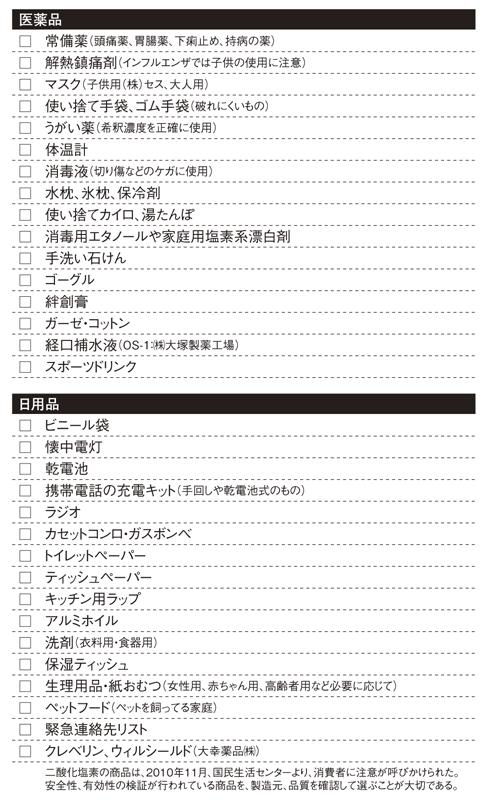 医薬品
□ 常備薬(頭痛薬、胃腸薬、下痢止め、持病の薬)
□ 解熱鎮痛剤(インフルエンザでは子供の使用に注意)
□ マスク(子供用(株)セス、大人用)
□ 使い捨て手袋、ゴム手袋(破れにくいもの)
□ うがい薬(希釈濃度を正確に使用)
□ 体温計
□ 消毒液(切り傷などのケガに使用)
□ 水枕、氷枕、保冷剤
□ 使い捨てカイロ、湯たんぽ
□ 消毒用エタノールや家庭用塩素系漂白剤
□ 手洗い石けん
□ ゴーグル
□ 絆創膏
□ ガーゼ・コットン
□ 経口補水液(OS-1:㈱大塚製薬工場)
□ スポーツドリンク
日用品
□ ビニール袋
□ 懐中電灯
□ 乾電池
□ 携帯電話の充電キット(手回しや乾電池式のもの)
□ ラジオ
□ カセットコンロ・ガスボンベ
□ トイレットペーパー
□ ティッシュペーパー
□ キッチン用ラップ
□ アルミホイル
□ 洗剤(衣料用・食器用)
□ 保湿ティッシュ
□ 生理用品・紙おむつ(女性用、赤ちゃん用、高齢者用など必要に応じて)
□ ペットフード(ペットを飼ってる家庭)
□ 緊急連絡先リスト
□ クレベリン、ウィルシールド(大幸薬品㈱)
二酸化塩素の商品は、2010年11月、国民生活センターより、消費者に注意が呼びかけられた。
安全性、有効性の検証が行われている商品を、製造元、品質を確認して選ぶことが大切である。